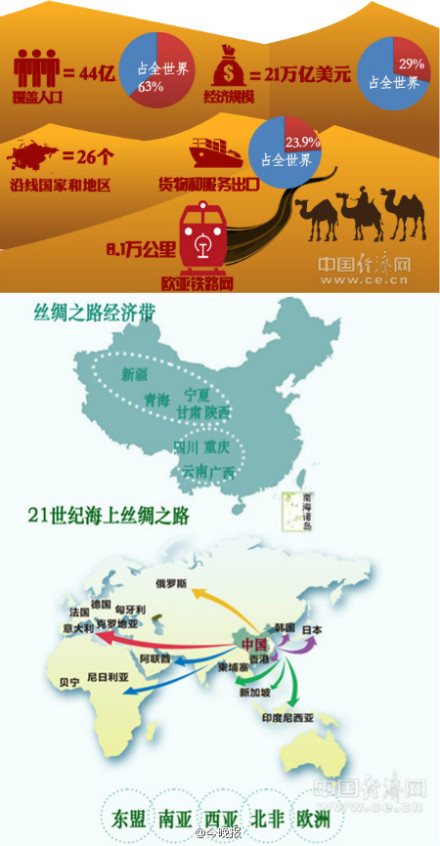 = 44亿
占全世界
63%
覆盖人口
= 21万亿美元
占全世界
29%
经济规模
= 26个
沿线国家和地区
23.9%
占全世界
货物和服务出口
8.1万公里
欧亚铁路网
中国经济网
www.ce.cn
丝绸之路经济带
新疆
青海
宁夏
甘肃 陕西
四川 重庆
云南 广西
南海诸岛
21世纪海上丝绸之路
俄罗斯
德国
法国
匈牙利
克罗地亚
意大利
韩国
日本
中国
香港
阿联酋
柬埔寨
贝宁
尼日利亚
新加坡
印度尼西亚
中国经济网
www.ce.cn
东盟 南亚 西亚 北非 欧洲
@今晚报